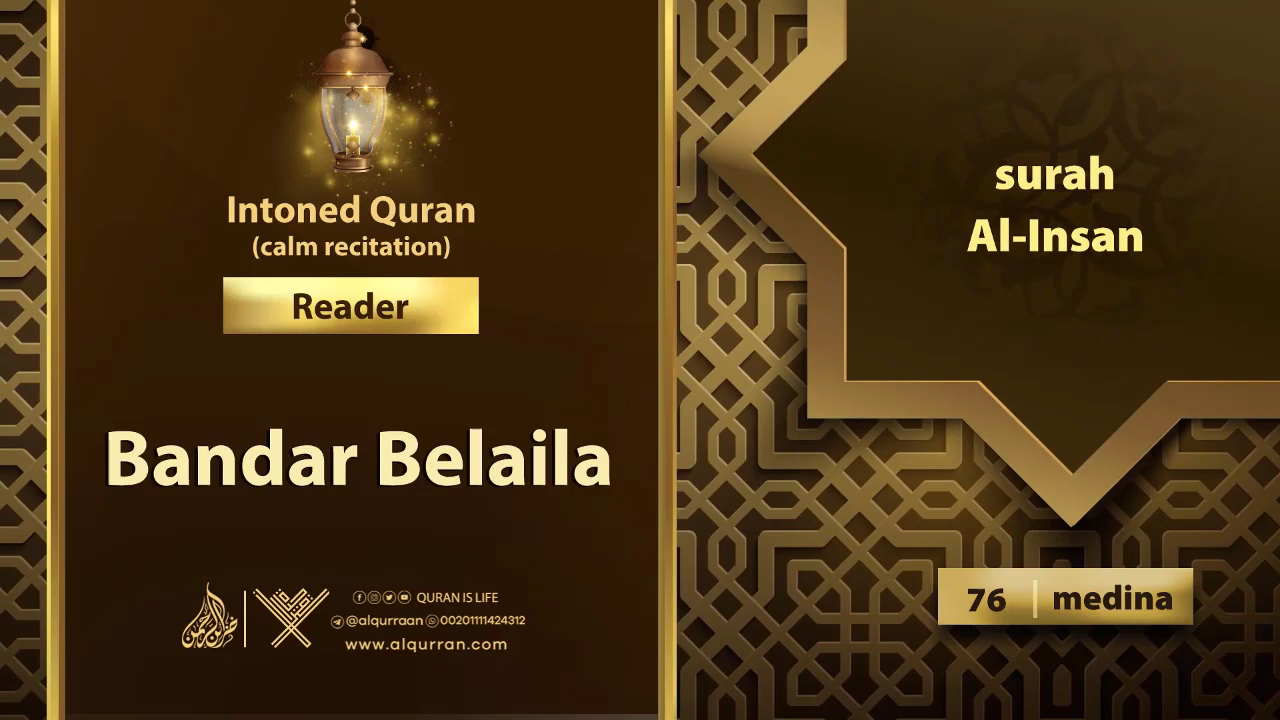 Intoned Quran
(calm recitation)
Reader
Bandar Belaila
QURAN IS LIFE
@alqurraan 00201111424312
www.alqurran.com
surah
Al-Insan
76 | medina